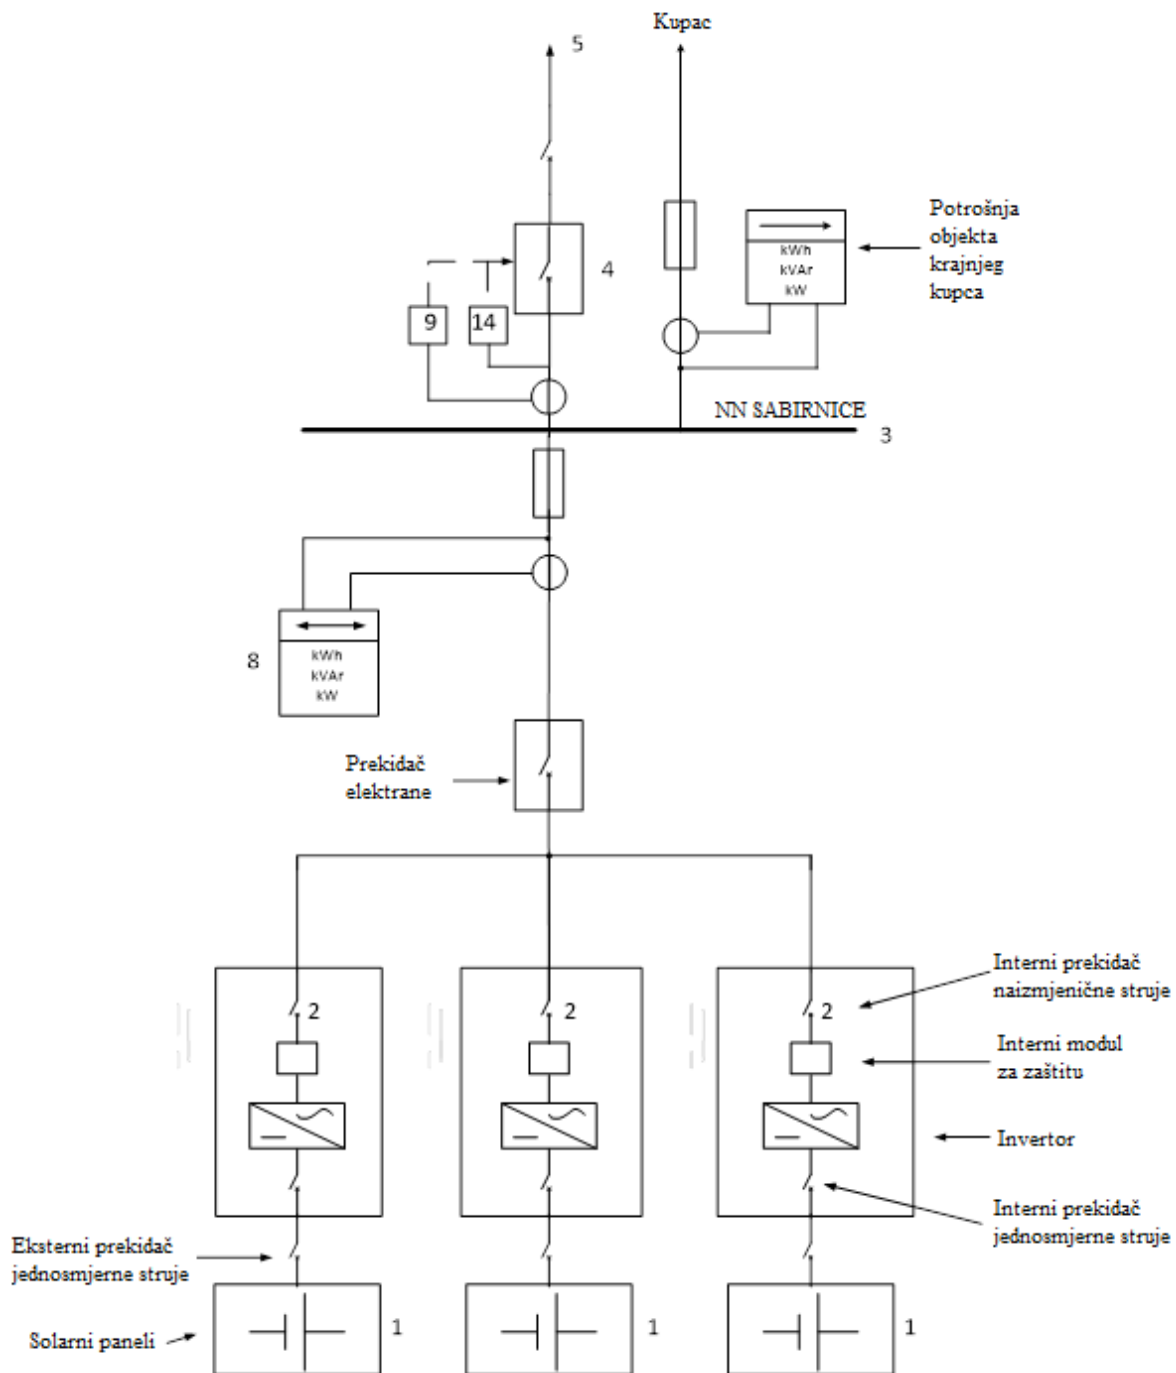 Kupac
5
Potrošnja
objekta
krajnjeg
kupca
kWh
kVAr
kW
4
9
14
NN SABIRNICE
3
8
kWh
kVAr
kW
Prekidač
elektrane
Interni prekidač
naizmjenične struje
2
2
2
Interni modul
za zaštitu
Invertor
Interni prekidač
jednosmjerne struje
Eksterni prekidač
jednosmjerne struje
Solarni paneli
1
1
1